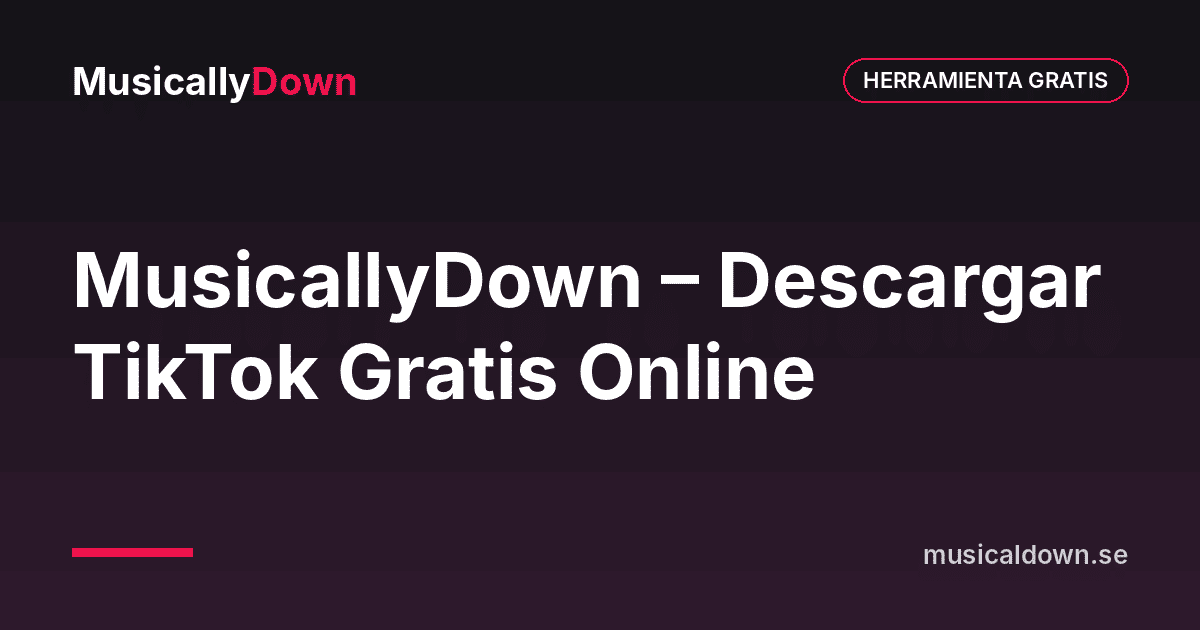 MusicallyDown
HERRAMIENTA GRATIS
MusicallyDown – Descargar
TikTok Gratis Online
musicaldown.se